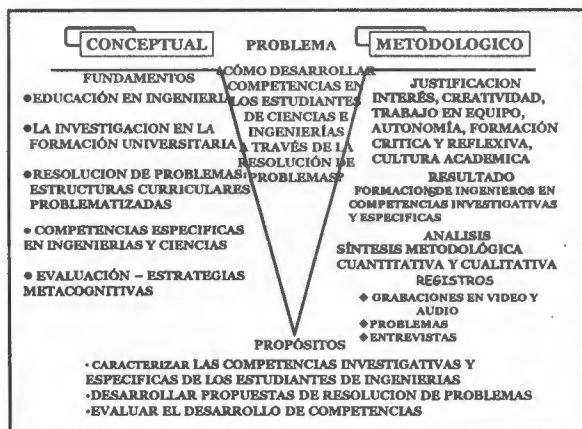 CONCEPTUAL
PROBLEMA
METODOLOGICO
FUNDAMENTOS
●EDUCACIÓN EN INGENIERIA
● LA INVESTIGACION EN LA
FORMACIÓN UNIVERSITARIA
●RESOLUCION DE PROBLEMAS
ESTRUCTURAS CURRICULARES
PROBLEMATIZADAS
● COMPETENCIAS ESPECIFICAS
EN INGENIERIAS Y CIENCIAS
● EVALUACIÓN – ESTRATEGIAS
METACOGNITIVAS
¿CÓMO DESARROLLAR
COMPETENCIAS EN
LOS ESTUDIANTES
DE CIENCIAS E
INGENIERÍAS
A TRAVÉS DE LA
RESOLUCIÓN DE
PROBLEMAS?
JUSTIFICACION
INTERÉS, CREATIVIDAD,
TRABAJO EN EQUIPO,
AUTONOMÍA, FORMACIÓN
CRITICA Y REFLEXIVA,
CULTURA ACADEMICA
RESULTADO
FORMACION DE INGENIEROS EN
COMPETENCIAS INVESTIGATIVAS
Y ESPECIFICAS
ANALISIS
SÍNTESIS METODOLÓGICA
CUANTITATIVA Y CUALITATIVA
REGISTROS
◆ GRABACIONES EN VIDEO Y
AUDIO
◆PROBLEMAS
◆ENTREVISTAS
PROPÓSITOS
·CARACTERIZAR LAS COMPETENCIAS INVESTIGATIVAS Y
ESPECIFICAS DE LOS ESTUDIANTES DE INGENIERIAS
·DESARROLLAR PROPUESTAS DE RESOLUCION DE PROBLEMAS
·EVALUAR EL DESARROLLO DE COMPETENCIAS